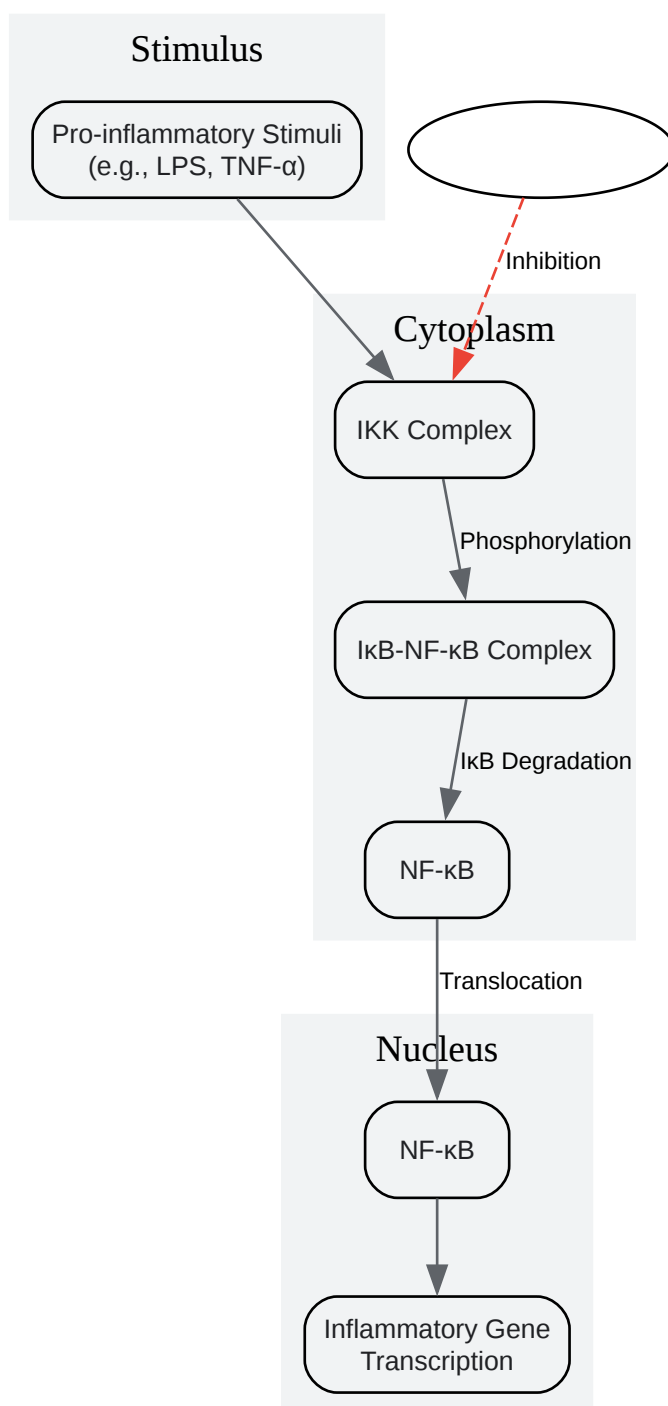 Stimulus
Pro-inflammatory Stimuli
(e.g., LPS, TNF-α)
Inhibition
Cytoplasm
IKK Complex
Phosphorylation
IκB-NF-κB Complex
IκB Degradation
NF-κB
Translocation
Nucleus
NF-κB
Inflammatory Gene
Transcription